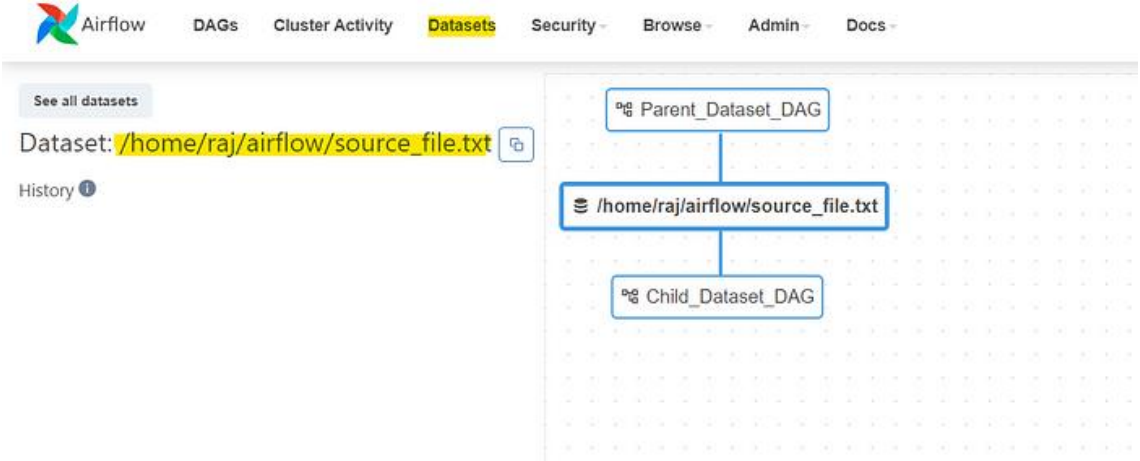 Airflow DAGs Cluster Activity Datasets Security Browse Admin Docs
See all datasets
Dataset: /home/raj/airflow/source_file.txt
History
Parent_Dataset_DAG
/home/raj/airflow/source_file.txt
Child_Dataset_DAG